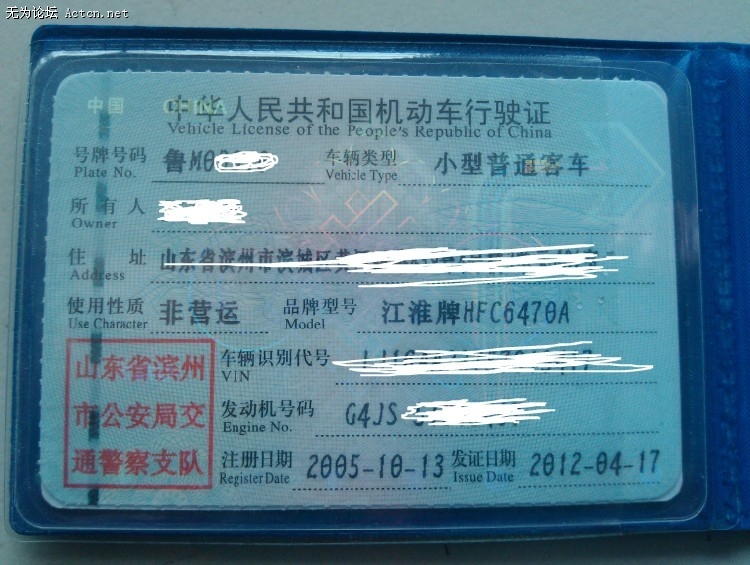 无为论坛 Actcn.net
中国 CHINA
中华人民共和国机动车行驶证
Vehicle License of the People's Republic of China
号牌号码 鲁M0 车辆类型 小型普通客车
Plate No. Vehicle Type
所有人
Owner
住址 山东省滨州市滨城区
Address
使用性质 非营运 品牌型号 江淮牌HFC6470A
Use Character Model
山东省滨州市公安局交通警察支队
车辆识别代号
VIN
发动机号码 G4JS
Engine No.
注册日期 2005-10-13 发证日期 2012-04-17
Register Date Issue Date